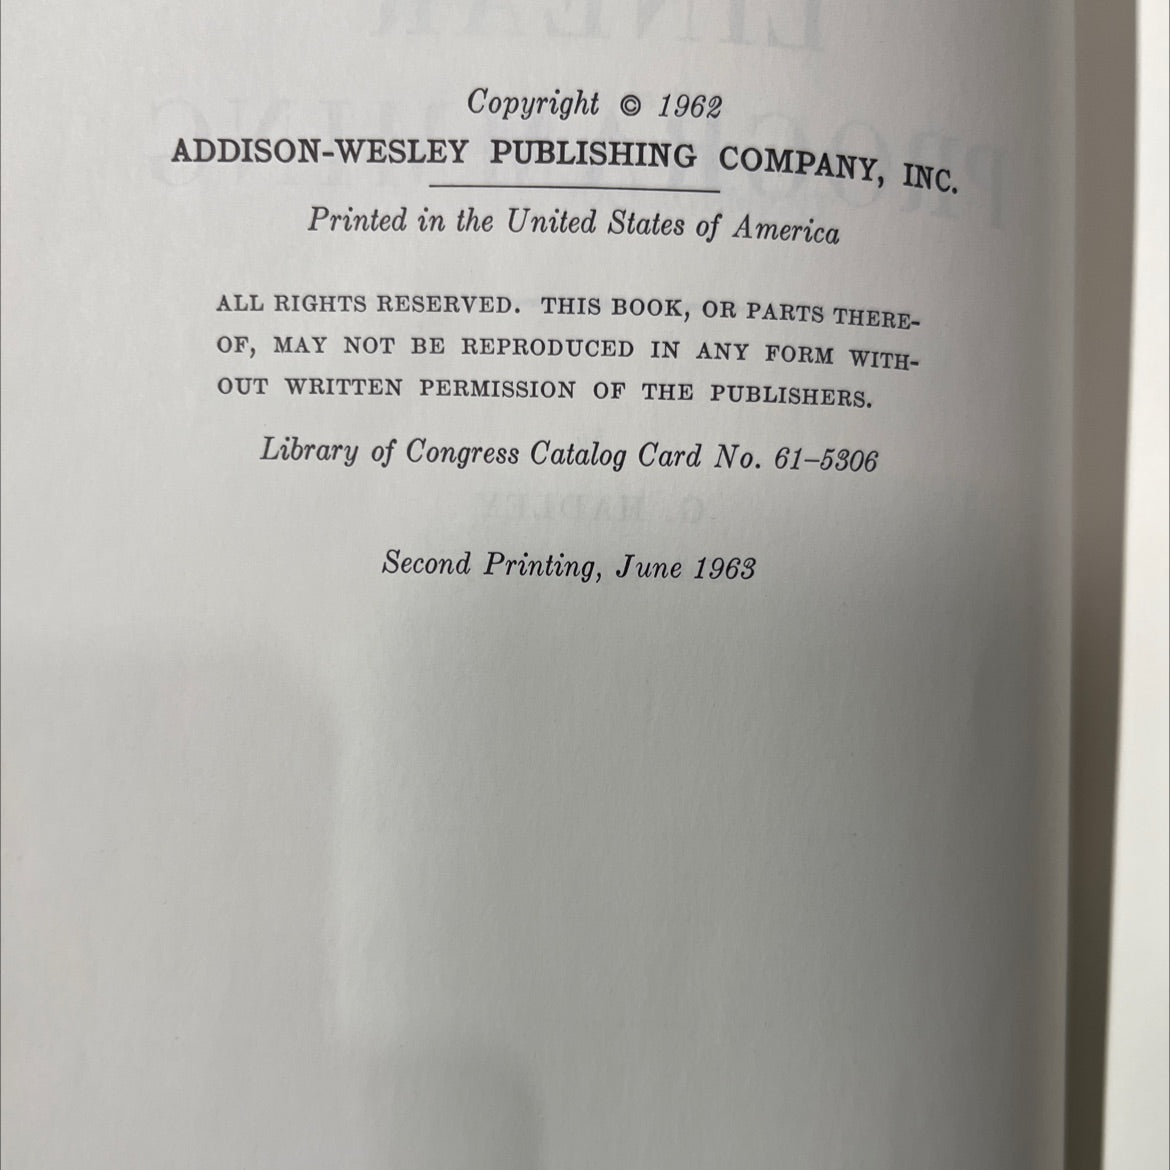 Copyright © 1962
ADDISON-WESLEY PUBLISHING COMPANY, INC.
Printed in the United States of America
ALL RIGHTS RESERVED. THIS BOOK, OR PARTS THERE-
OF, MAY NOT BE REPRODUCED IN ANY FORM WITH-
OUT WRITTEN PERMISSION OF THE PUBLISHERS.
Library of Congress Catalog Card No. 61-5306
Second Printing, June 1963